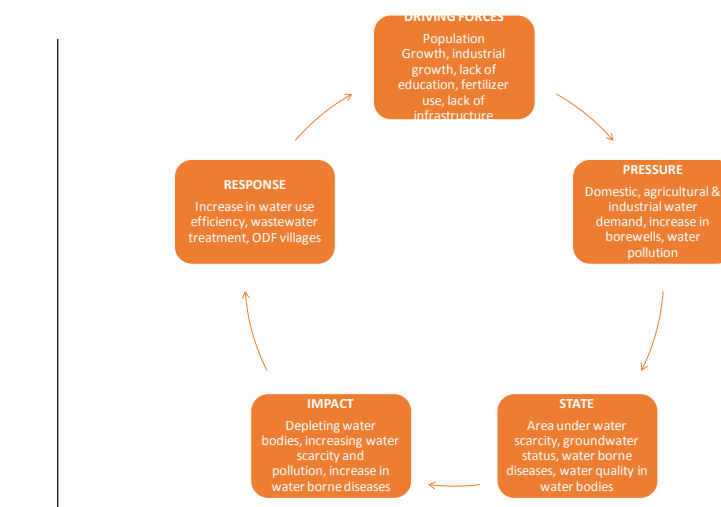 DRIVING FORCES
Population
Growth, industrial
growth, lack of
education, fertilizer
use, lack of
infrastructure
PRESSURE
Domestic, agricultural &
industrial water
demand, increase in
borewells, water
pollution
STATE
Area under water
scarcity, groundwater
status, water borne
diseases, water quality in
water bodies
IMPACT
Depleting water
bodies, increasing water
scarcity and
pollution, increase in
water borne diseases
RESPONSE
Increase in water use
efficiency, wastewater
treatment, ODF villages